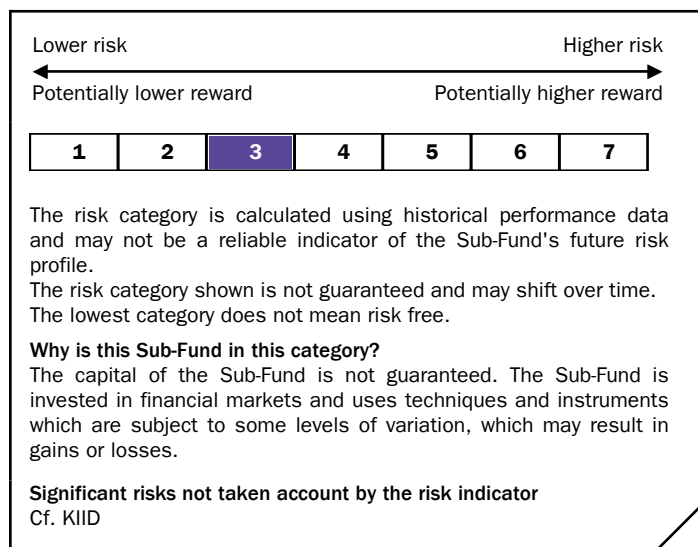 Lower risk Higher risk
Potentially lower reward Potentially higher reward
1 2 3 4 5 6 7
The risk category is calculated using historical performance data
and may not be a reliable indicator of the Sub-Fund's future risk
profile.
The risk category shown is not guaranteed and may shift over time.
The lowest category does not mean risk free.
Why is this Sub-Fund in this category?
The capital of the Sub-Fund is not guaranteed. The Sub-Fund is
invested in financial markets and uses techniques and instruments
which are subject to some levels of variation, which may result in
gains or losses.
Significant risks not taken account by the risk indicator
Cf. KIID